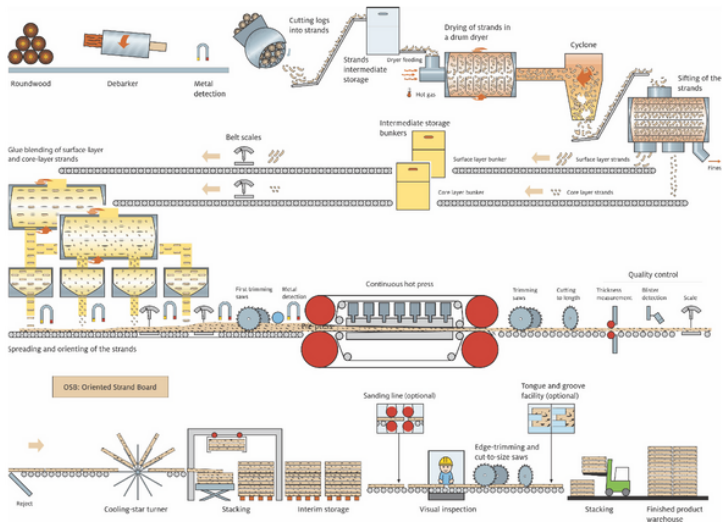 Cutting logs
into strands
Drying of strands in
a drum dryer
Cyclone
Strands
intermediate
storage
Dryer feeding
Hot gas
Sifting of the
strands
Roundwood
Debarker
Metal
detection
Fines
Glue blending of surface layer
and core-layer strands
Belt scales
Intermediate storage
bunkers
Surface layer bunker
Surface layer strands
Core layer bunker
Core layer strands
First trimming
saws
Metal
detection
Pre-press
Continuous hot press
Trimming
saws
Cutting
to length
Quality control
Thickness
measurement
Blister
detection
Scale
Spreading and orienting of the strands
OSB: Oriented Strand Board
Sanding line (optional)
Tongue and groove
facility (optional)
Edge-trimming and
cut-to-size saws
Reject
Cooling-star turner
Stacking
Interim storage
Visual inspection
Stacking
Finished product
warehouse